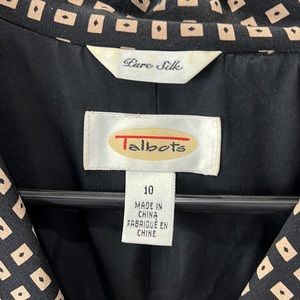 Pure Silk
Talbots
10
MADE IN
CHINA
FABRIQUÉ EN
CHINE